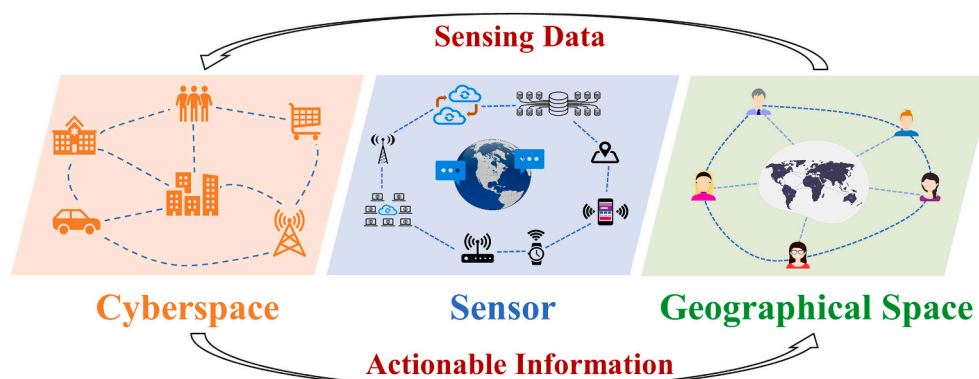 Sensing Data
Cyberspace
Sensor
Geographical Space
Actionable Information